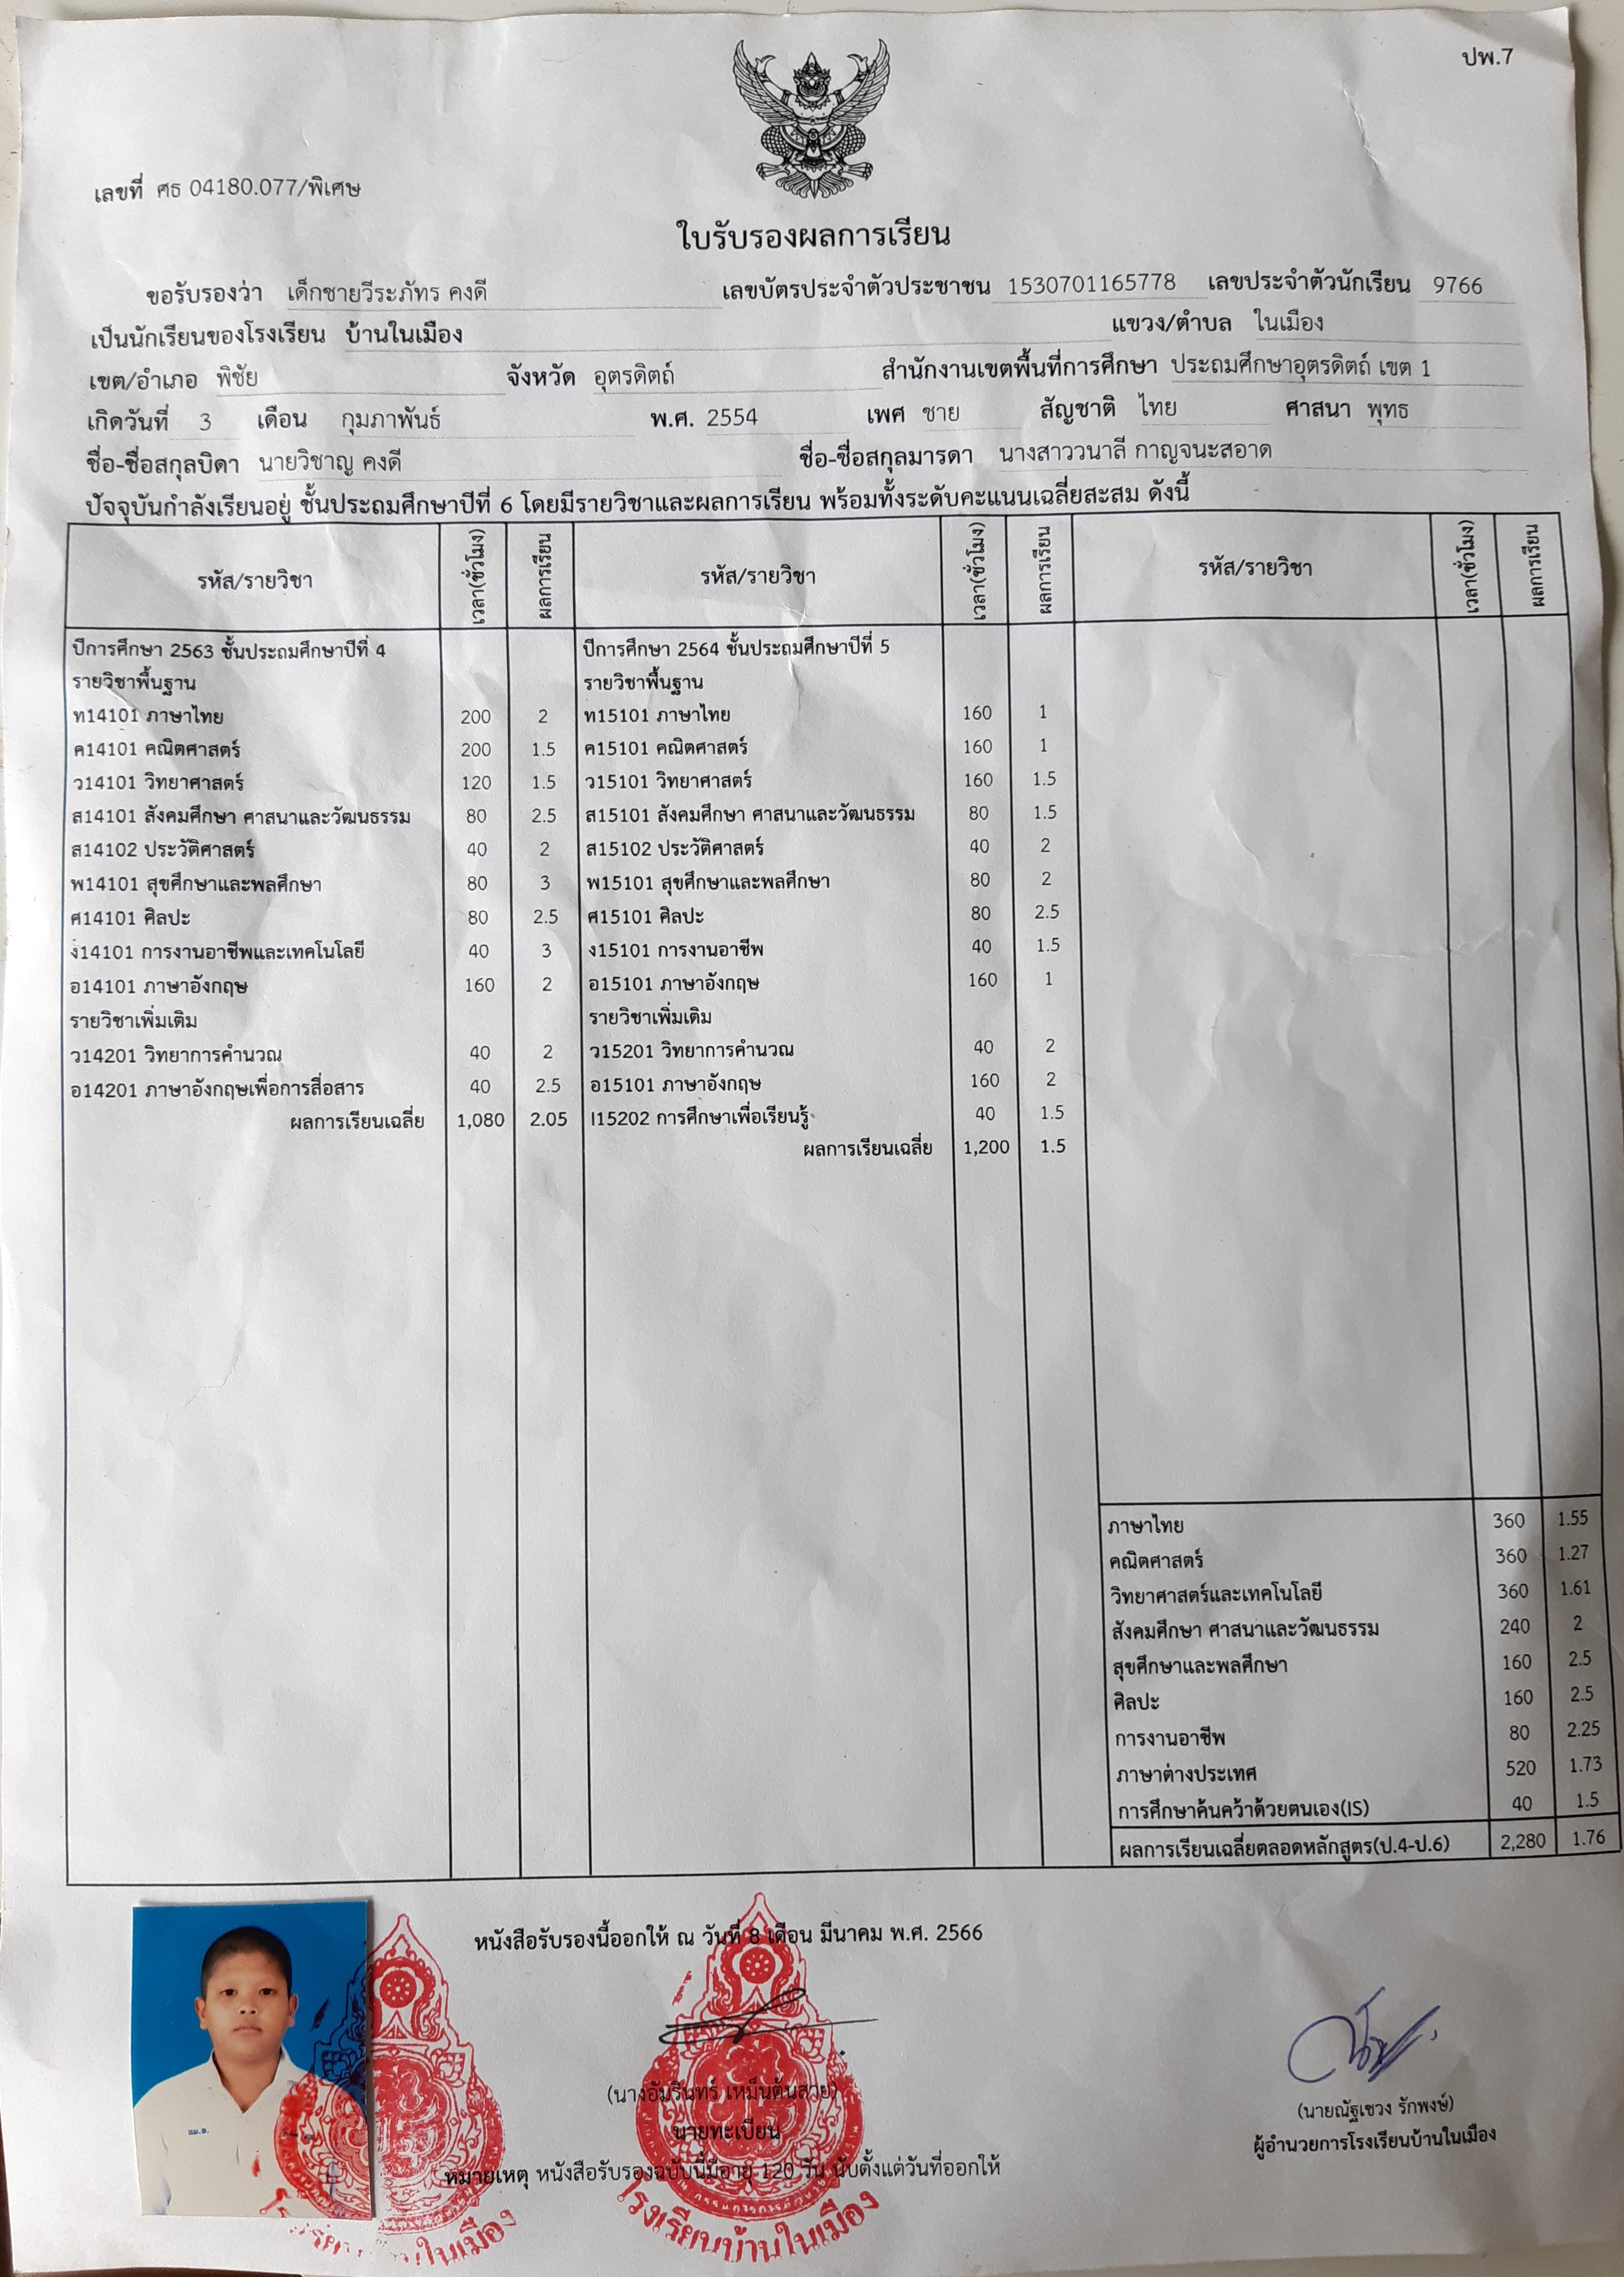 ปพ.7
เลขที่ ศธ 04180.077/พิเศษ
ใบรับรองผลการเรียน
ขอรับรองว่า เด็กชายวีระภัทร คงดี เลขบัตรประจำตัวประชาชน 1530701165778 เลขประจำตัวนักเรียน 9766
เป็นนักเรียนของโรงเรียน บ้านในเมือง แขวง/ตำบล ในเมือง
เขต/อำเภอ พิชัย จังหวัด อุตรดิตถ์ สำนักงานเขตพื้นที่การศึกษา ประถมศึกษาอุตรดิตถ์ เขต 1
เกิดวันที่ 3 เดือน กุมภาพันธ์ พ.ศ. 2554 เพศ ชาย สัญชาติ ไทย ศาสนา พุทธ
ชื่อ-ชื่อสกุลบิดา นายวิชาญ คงดี ชื่อ-ชื่อสกุลมารดา นางสาววนาลี กาญจนะสอาด
ปัจจุบันกำลังเรียนอยู่ ชั้นประถมศึกษาปีที่ 6 โดยมีรายวิชาและผลการเรียน พร้อมทั้งระดับคะแนนเฉลี่ยสะสม ดังนี้
รหัส/รายวิชา เวลา(ชั่วโมง) ผลการเรียน รหัส/รายวิชา เวลา(ชั่วโมง) ผลการเรียน รหัส/รายวิชา เวลา(ชั่วโมง) ผลการเรียน
ปีการศึกษา 2563 ชั้นประถมศึกษาปีที่ 4
รายวิชาพื้นฐาน
ท14101 ภาษาไทย 200 2
ค14101 คณิตศาสตร์ 200 1.5
ว14101 วิทยาศาสตร์ 120 1.5
ส14101 สังคมศึกษา ศาสนาและวัฒนธรรม 80 2.5
ส14102 ประวัติศาสตร์ 40 2
พ14101 สุขศึกษาและพลศึกษา 80 3
ศ14101 ศิลปะ 80 2.5
ง14101 การงานอาชีพและเทคโนโลยี 40 3
อ14101 ภาษาอังกฤษ 160 2
รายวิชาเพิ่มเติม
ว14201 วิทยาการคำนวณ 40 2
อ14201 ภาษาอังกฤษเพื่อการสื่อสาร 40 2.5
ผลการเรียนเฉลี่ย 1,080 2.05
ปีการศึกษา 2564 ชั้นประถมศึกษาปีที่ 5
รายวิชาพื้นฐาน
ท15101 ภาษาไทย 160 1
ค15101 คณิตศาสตร์ 160 1
ว15101 วิทยาศาสตร์ 160 1.5
ส15101 สังคมศึกษา ศาสนาและวัฒนธรรม 80 1.5
ส15102 ประวัติศาสตร์ 40 2
พ15101 สุขศึกษาและพลศึกษา 80 2
ศ15101 ศิลปะ 80 2.5
ง15101 การงานอาชีพ 40 1.5
อ15101 ภาษาอังกฤษ 160 1
รายวิชาเพิ่มเติม
ว15201 วิทยาการคำนวณ 40 2
อ15101 ภาษาอังกฤษ 160 2
I15202 การศึกษาเพื่อเรียนรู้ 40 1.5
ผลการเรียนเฉลี่ย 1,200 1.5
ภาษาไทย 360 1.55
คณิตศาสตร์ 360 1.27
วิทยาศาสตร์และเทคโนโลยี 360 1.61
สังคมศึกษา ศาสนาและวัฒนธรรม 240 2
สุขศึกษาและพลศึกษา 160 2.5
ศิลปะ 160 2.5
การงานอาชีพ 80 2.25
ภาษาต่างประเทศ 520 1.73
การศึกษาค้นคว้าด้วยตนเอง(IS) 40 1.5
ผลการเรียนเฉลี่ยตลอดหลักสูตร(ป.4-ป.6) 2,280 1.76
หนังสือรับรองนี้ออกให้ ณ วันที่ 8 เดือน มีนาคม พ.ศ. 2566
(นางอัมรินทร์ เหม็นต้นสาย)
นายทะเบียน
(นายณัฐเชวง รักพงษ์)
ผู้อำนวยการโรงเรียนบ้านในเมือง
หมายเหตุ หนังสือรับรองฉบับนี้มีอายุ 120 วัน นับตั้งแต่วันที่ออกให้
โรงเรียนบ้านในเมือง